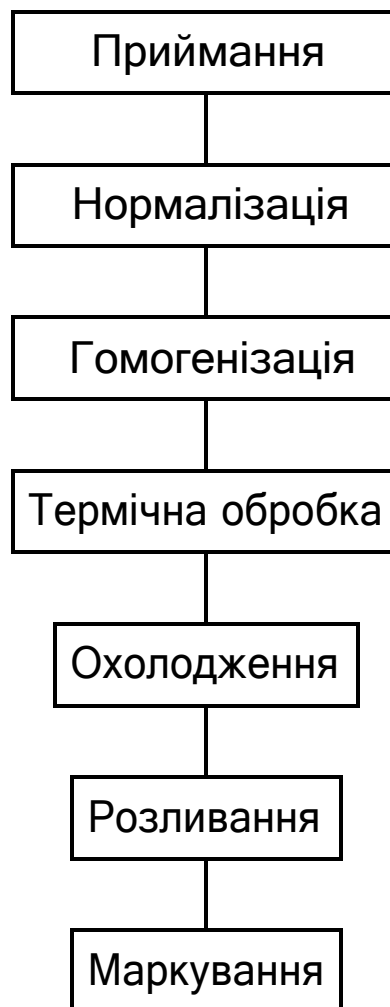 Приймання
Нормалізація
Гомогенізація
Термічна обробка
Охолодження
Розливання
Маркування